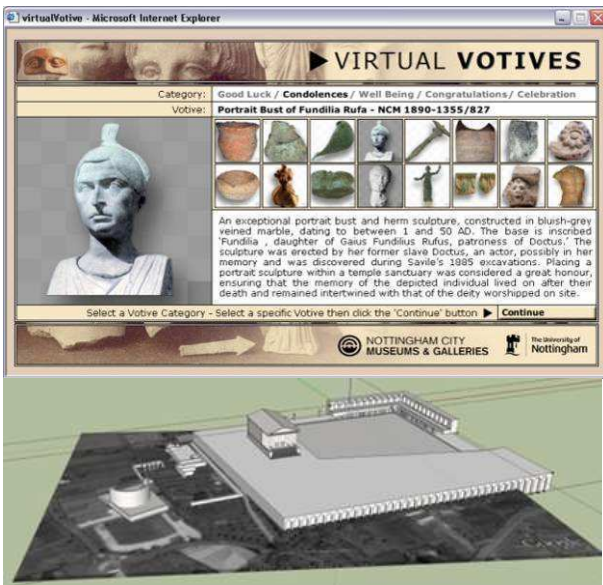 virtualVotive - Microsoft Internet Explorer
VIRTUAL VOTIVES
Category: Good Luck / Condolences / Well Being / Congratulations / Celebration
Votive: Portrait Bust of Fundilia Rufa - NCM 1890-1355/827
An exceptional portrait bust and herm sculpture, constructed in bluish-grey
veined marble, dating to between 1 and 50 AD. The base is inscribed
'Fundilia , daughter of Gaius Fundilius Rufus, patroness of Doctus.' The
sculpture was erected by her former slave Doctus, an actor, possibly in her
memory and was discovered during Savile's 1885 excavations. Placing a
portrait sculpture within a temple sanctuary was considered a great honour,
ensuring that the memory of the depicted individual lived on after their
death and remained intertwined with that of the deity worshipped on site.
Select a Votive Category - Select a specific Votive then click the 'Continue' button Continue
NOTTINGHAM CITY
MUSEUMS & GALLERIES
The University of
Nottingham
Google